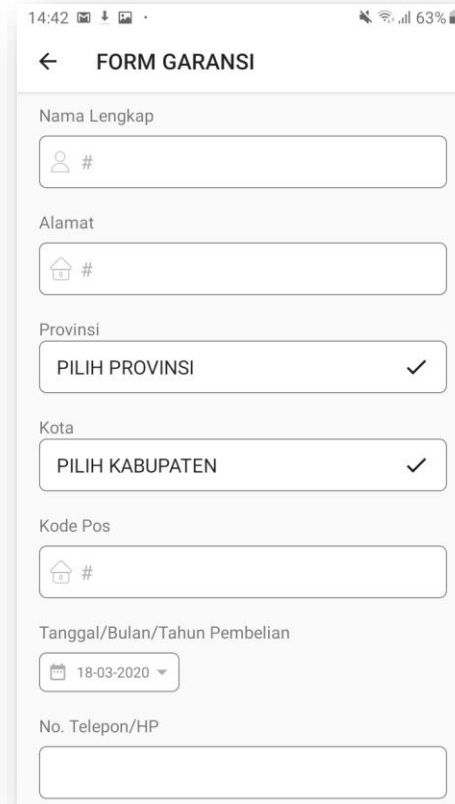 14:42
63%
FORM GARANSI
Nama Lengkap
#
Alamat
#
Provinsi
PILIH PROVINSI
Kota
PILIH KABUPATEN
Kode Pos
#
Tanggal/Bulan/Tahun Pembelian
18-03-2020
No. Telepon/HP